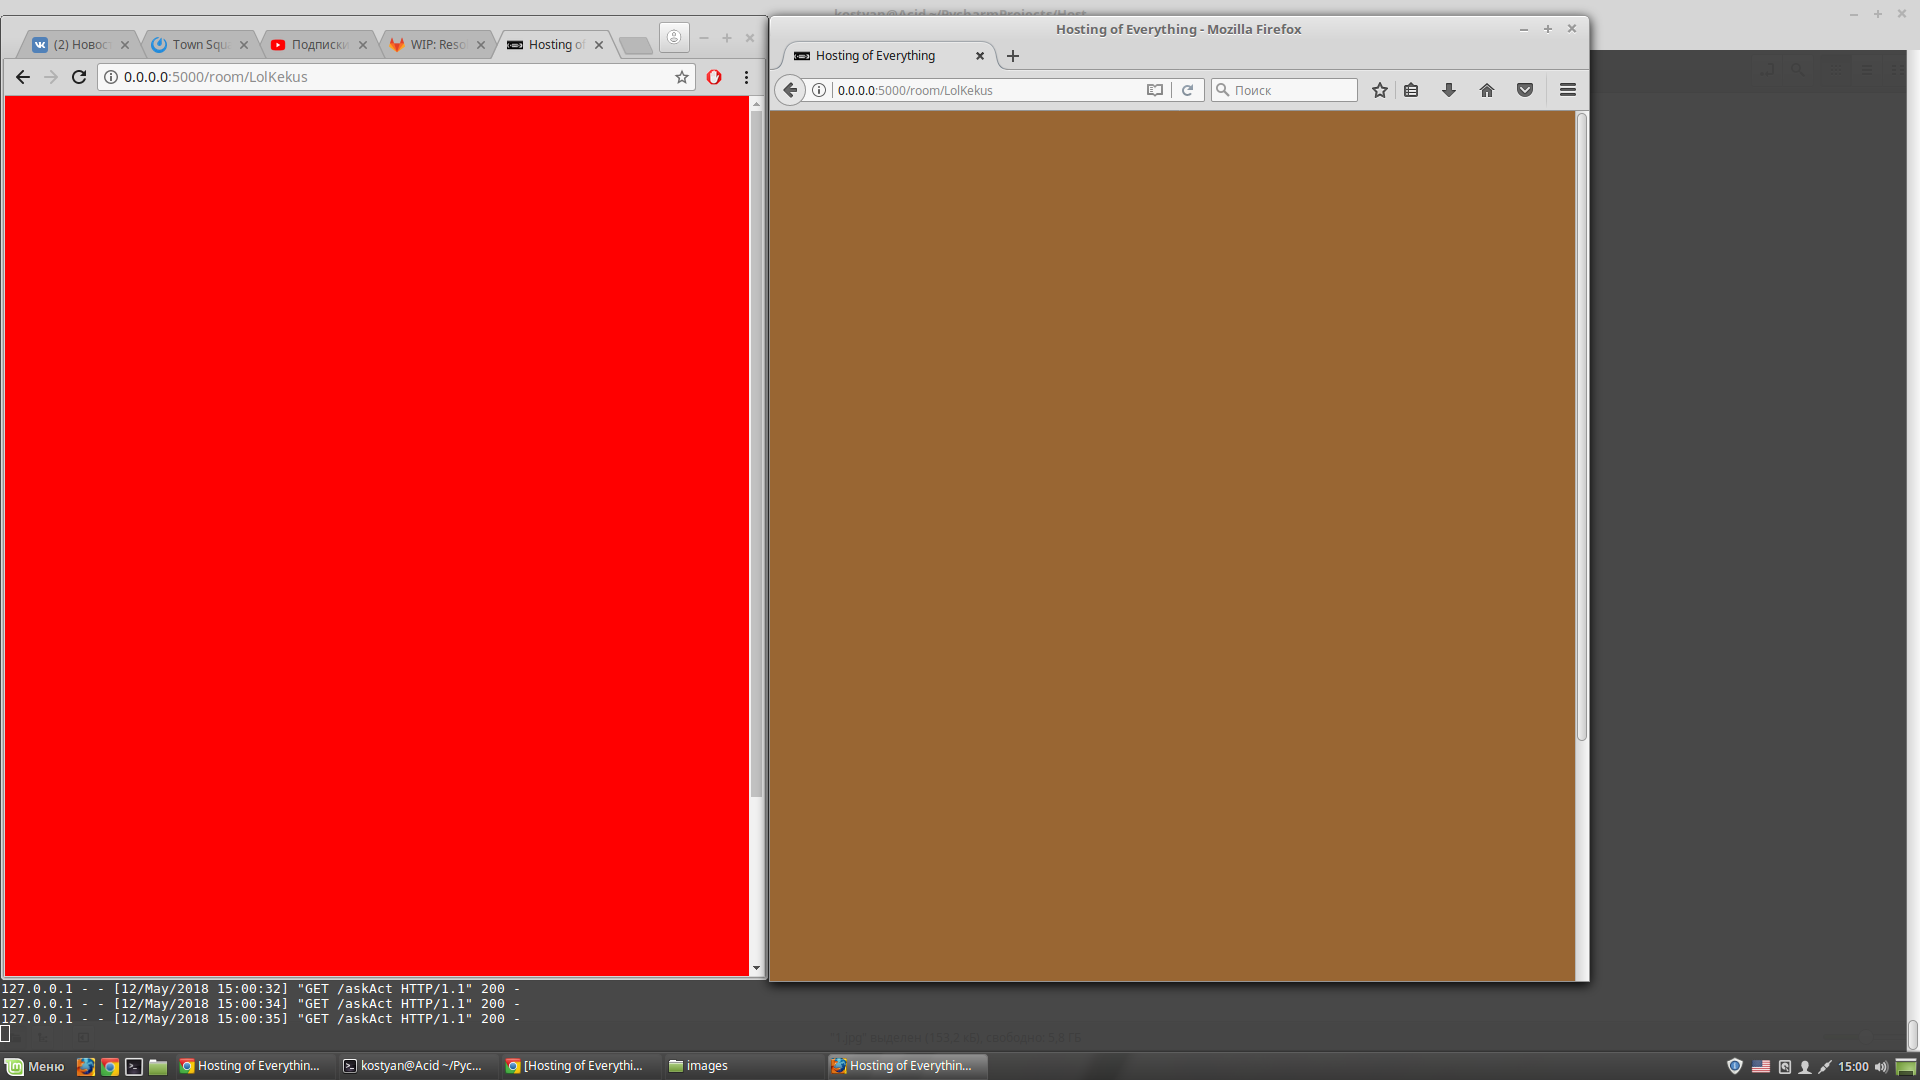 kostyan@Acid ~/PycharmProjects/Host
(2) Новос
Town Squ
Подписки
WIP: Reso
Hosting of
0.0.0.0:5000/room/LolKekus
Hosting of Everything - Mozilla Firefox
Hosting of Everything
0.0.0.0:5000/room/LolKekus
Поиск
127.0.0.1 - - [12/May/2018 15:00:32] "GET /askAct HTTP/1.1" 200 -
127.0.0.1 - - [12/May/2018 15:00:34] "GET /askAct HTTP/1.1" 200 -
127.0.0.1 - - [12/May/2018 15:00:35] "GET /askAct HTTP/1.1" 200 -
Меню
Hosting of Everythin...
kostyan@Acid ~/Pyc...
[Hosting of Everythi...
images
Hosting of Everythin...
15:00